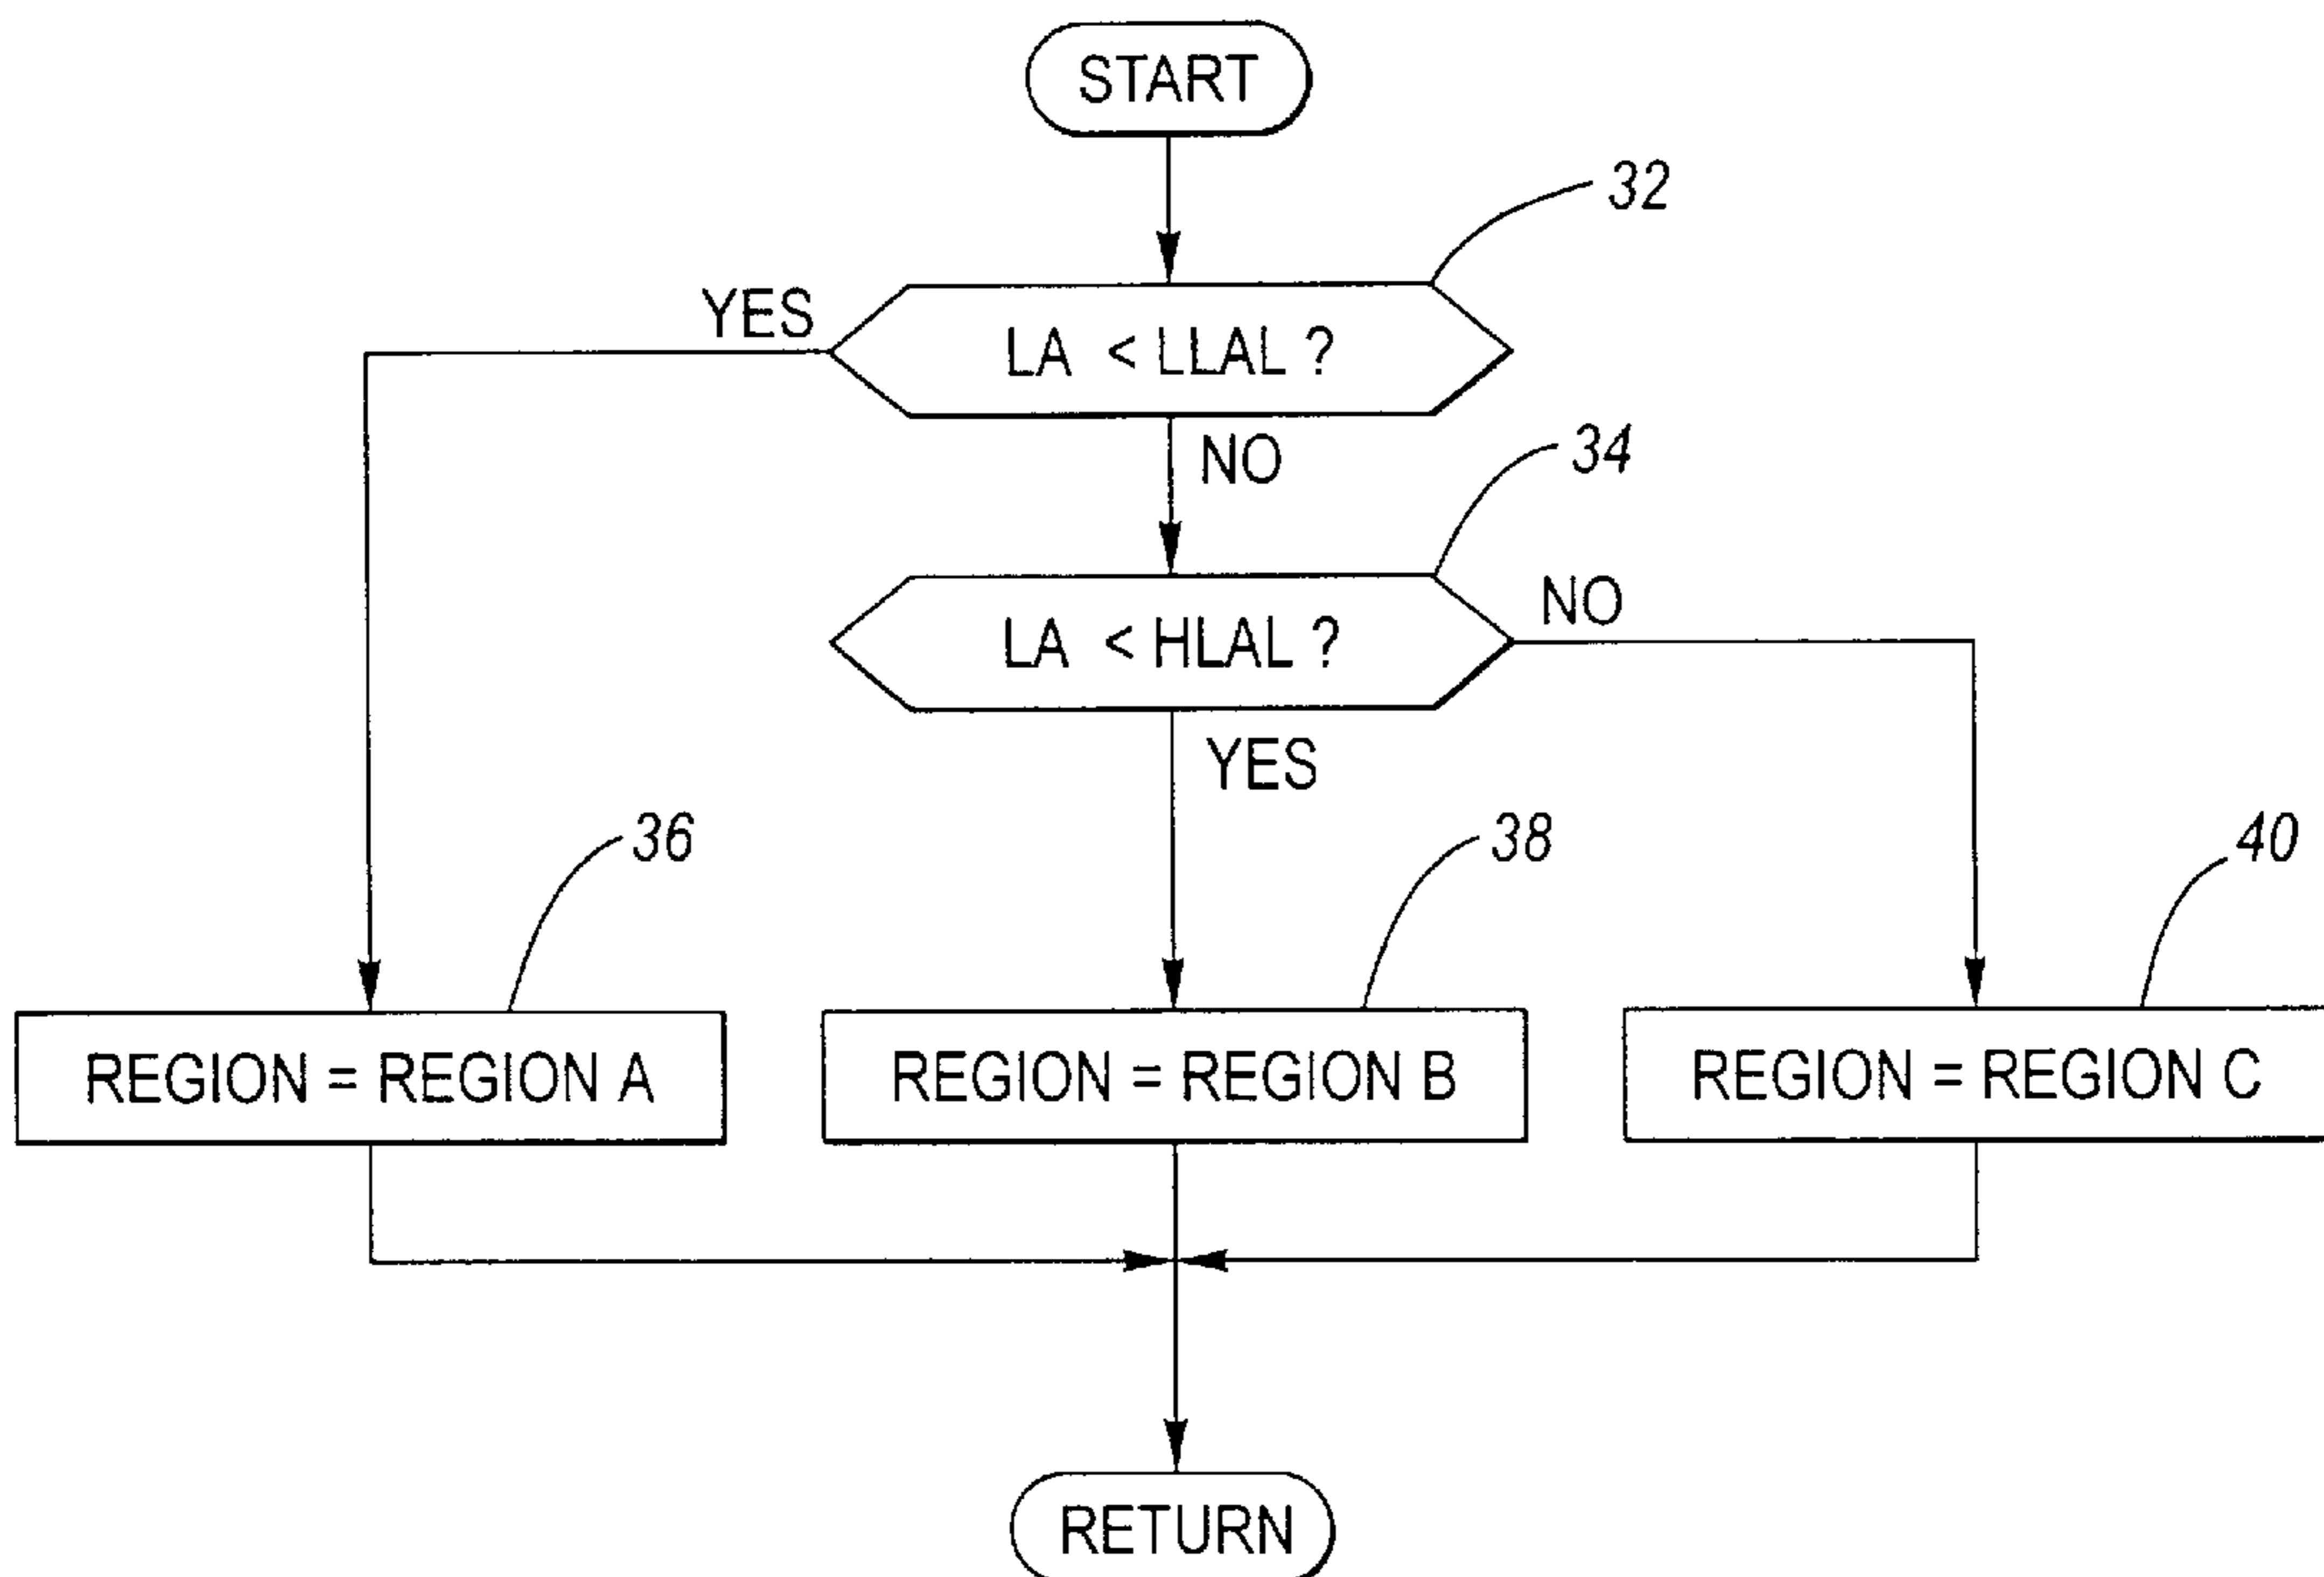 START
32
YES
LA < LLAL ?
NO
34
LA < HLAL ?
NO
YES
36
38
40
REGION = REGION A
REGION = REGION B
REGION = REGION C
RETURN